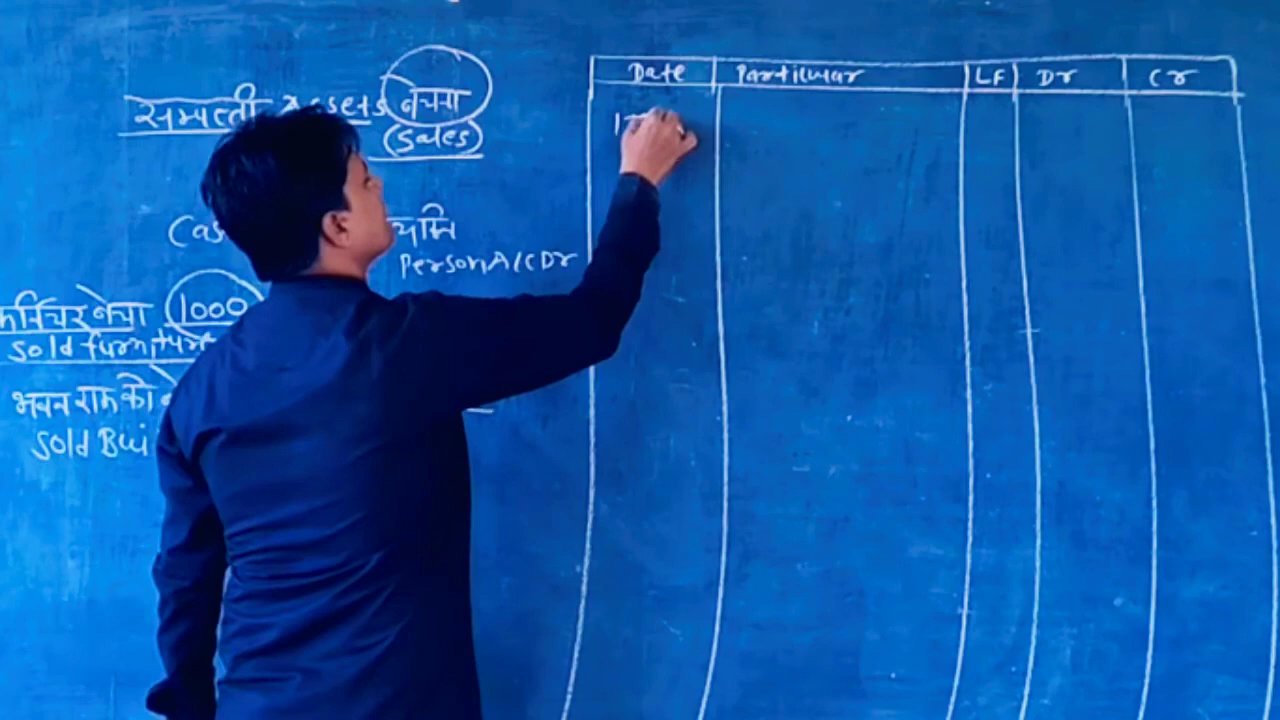 सम्पत्ती Assets बेचना
(Sales)
व्यक्ति
Person A/C Dr
फर्निचर बेचा 1000
Sold furniture
भवन राम को
Sold Bui
Date Particular LF Dr Cr